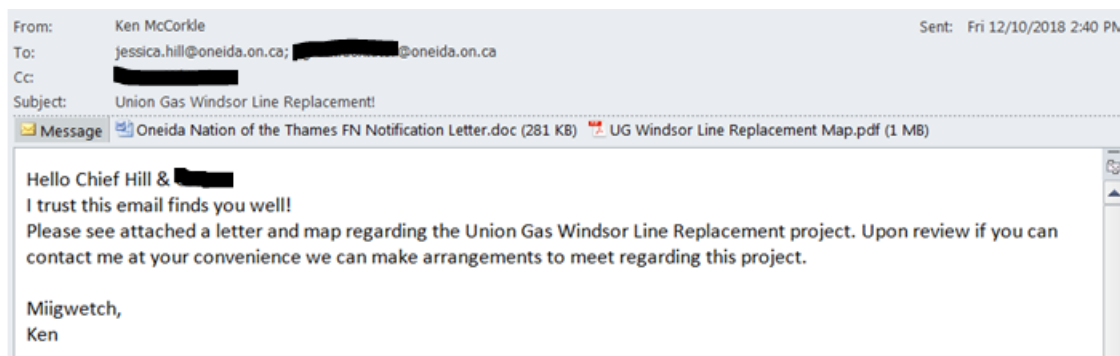 From: Ken McCorkle Sent: Fri 12/10/2018 2:40 PM
To: jessica.hill@oneida.on.ca; @oneida.on.ca
Cc:
Subject: Union Gas Windsor Line Replacement!
Message Oneida Nation of the Thames FN Notification Letter.doc (281 KB) UG Windsor Line Replacement Map.pdf (1 MB)
Hello Chief Hill &
I trust this email finds you well!
Please see attached a letter and map regarding the Union Gas Windsor Line Replacement project. Upon review if you can
contact me at your convenience we can make arrangements to meet regarding this project.
Miigwetch,
Ken